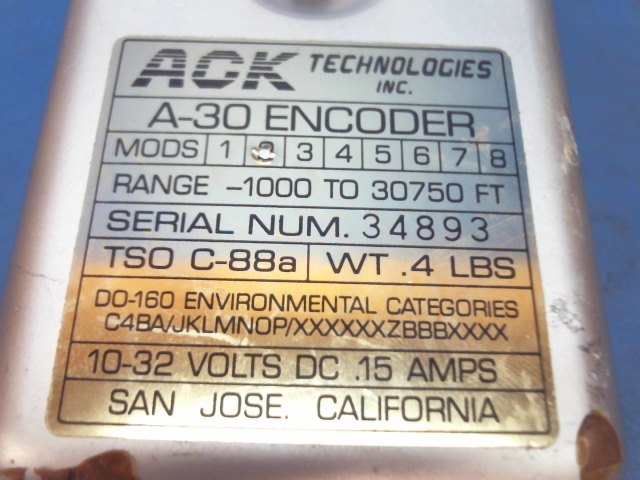 ACK TECHNOLOGIES INC.
A-30 ENCODER
MODS 1 2 3 4 5 6 7 8
RANGE -1000 TO 30750 FT
SERIAL NUM. 34893
TSO C-88a WT .4 LBS
DO-160 ENVIRONMENTAL CATEGORIES
C4BA/JKLMNOP/XXXXXXZBBBXXXX
10-32 VOLTS DC .15 AMPS
SAN JOSE. CALIFORNIA